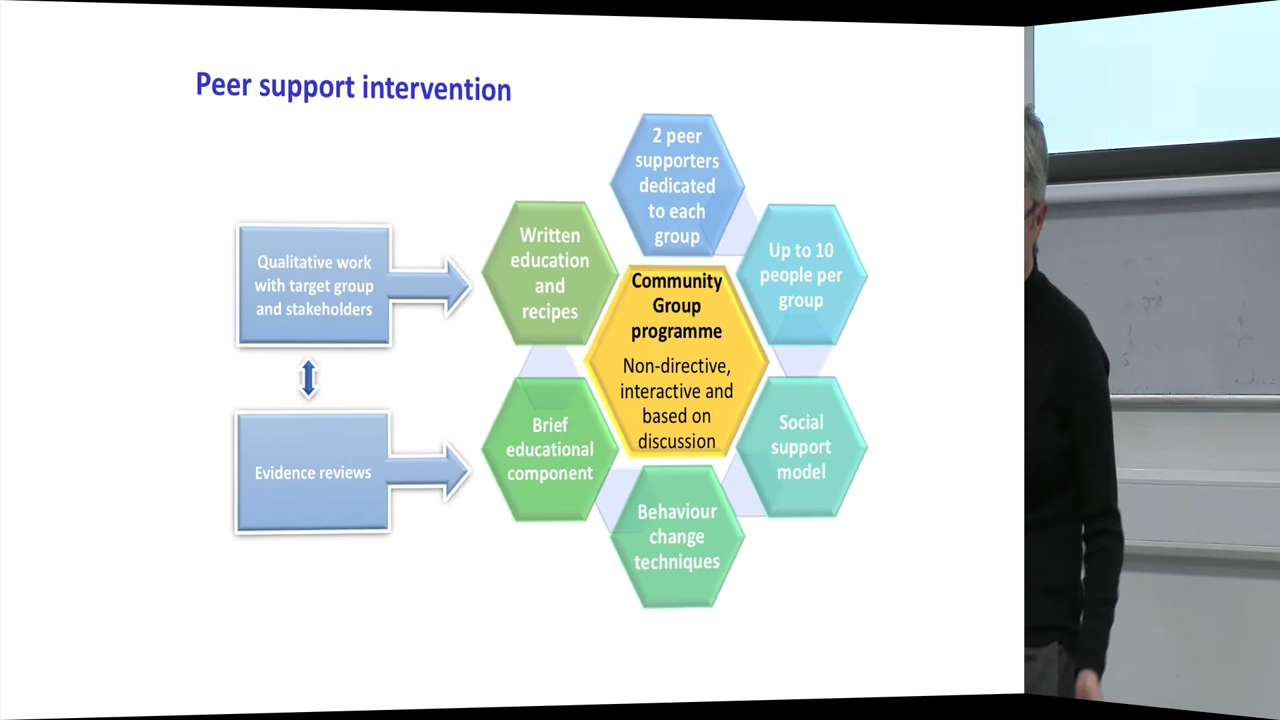 Peer support intervention
2 peer
supporters
dedicated
to each
group
Written
education
and
recipes
Up to 10
people per
group
Qualitative work
with target group
and stakeholders
Community
Group
programme
Non-directive,
interactive and
based on
discussion
Evidence reviews
Brief
educational
component
Social
support
model
Behaviour
change
techniques